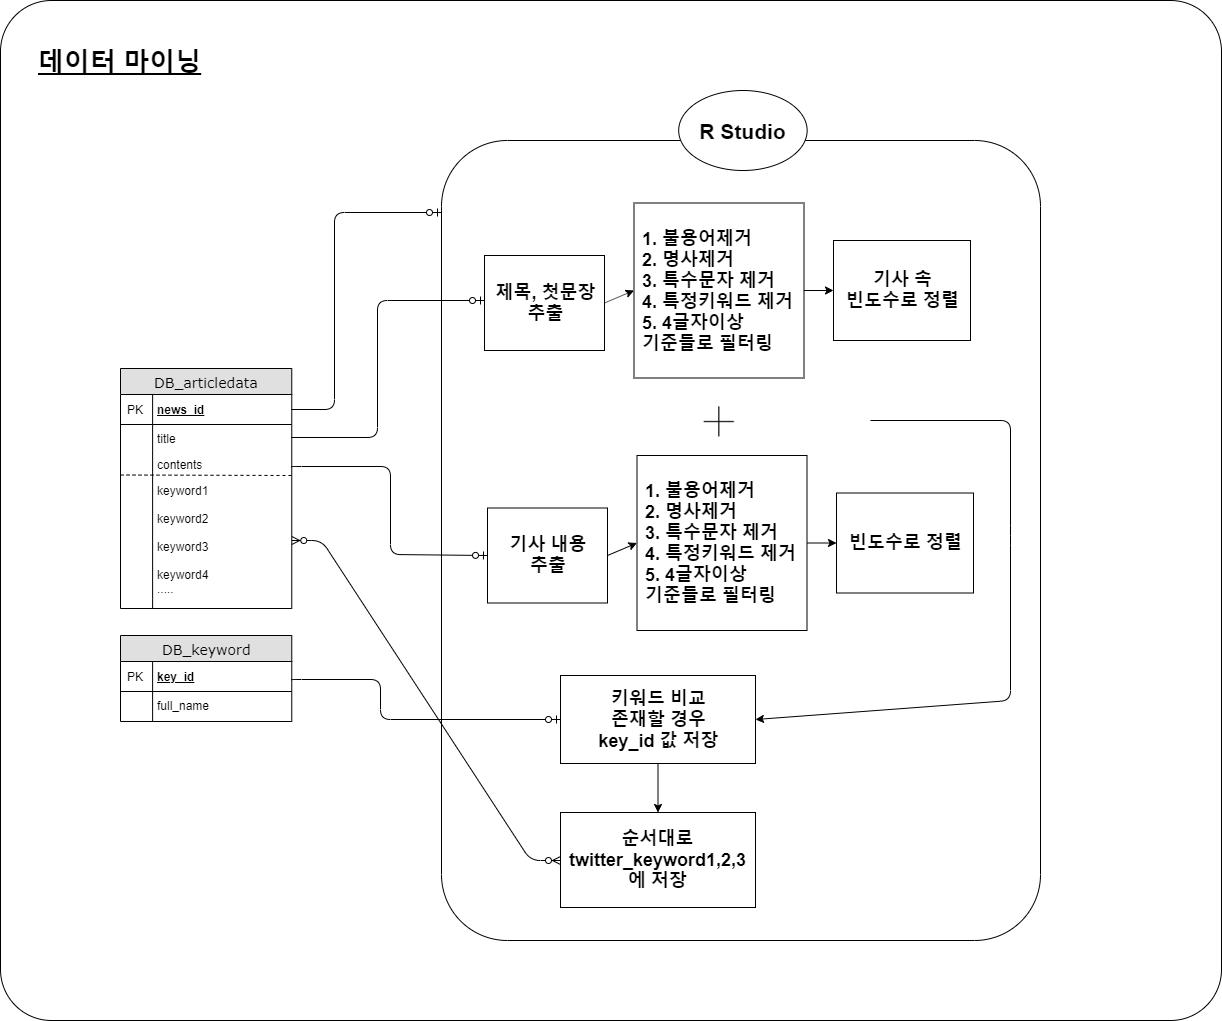 데이터 마이닝
R Studio
1. 불용어제거
2. 명사제거
3. 특수문자 제거
4. 특정키워드 제거
5. 4글자이상
기준들로 필터링
제목, 첫문장
추출
기사 속
빈도수로 정렬
DB_articledata
PK news_id
title
contents
keyword1
keyword2
keyword3
keyword4
.....
1. 불용어제거
2. 명사제거
3. 특수문자 제거
4. 특정키워드 제거
5. 4글자이상
기준들로 필터링
기사 내용
추출
빈도수로 정렬
DB_keyword
PK key_id
full_name
키워드 비교
존재할 경우
key_id 값 저장
순서대로
twitter_keyword1,2,3
에 저장